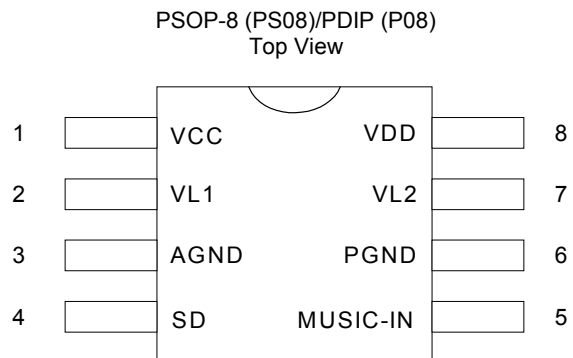 PSOP-8 (PS08)/PDIP (P08)
Top View
1 VCC VDD 8
2 VL1 VL2 7
3 AGND PGND 6
4 SD MUSIC-IN 5